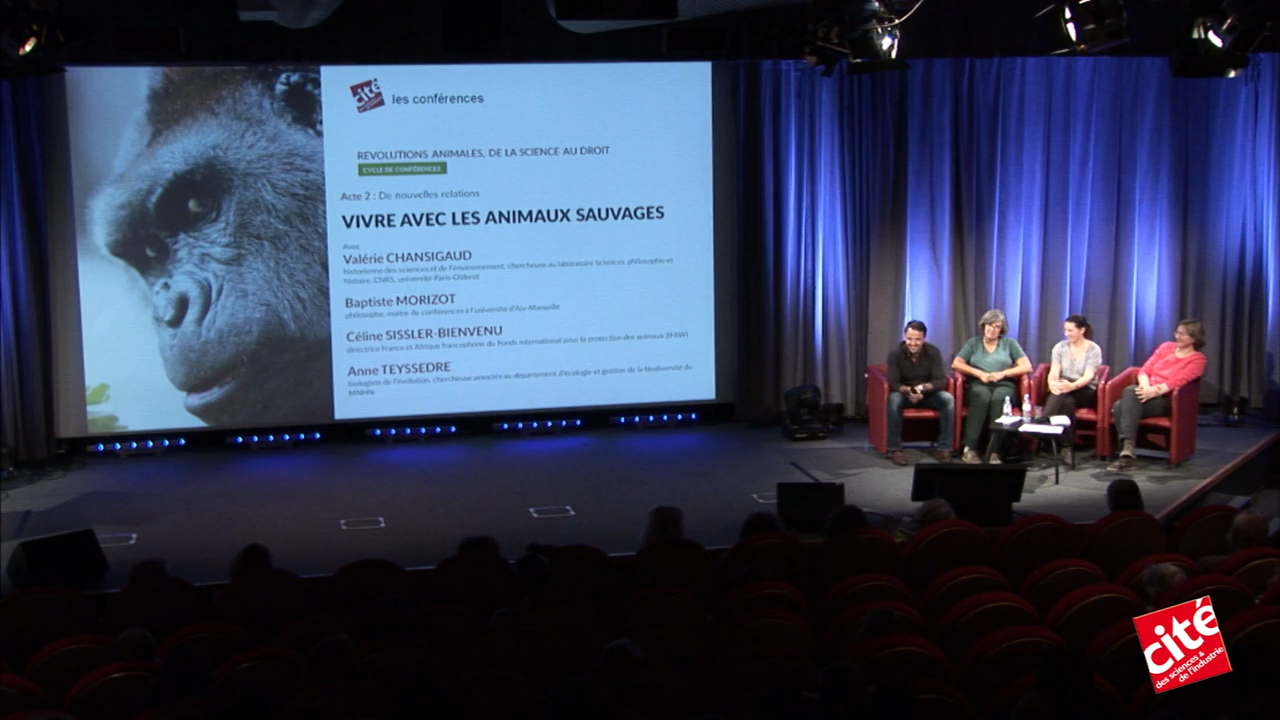 cité
les conférences
REVOLUTIONS ANIMALES, DE LA SCIENCE AU DROIT
CYCLE DE CONFÉRENCES
Acte 2 : De nouvelles relations
VIVRE AVEC LES ANIMAUX SAUVAGES
Avec
Valérie CHANSIGAUD
historienne des sciences et de l'environnement, chercheuse au laboratoire Sciences, philosophie et
histoire, CNRS, université Paris-Diderot
Baptiste MORIZOT
philosophe, maître de conférences à l'université d'Aix-Marseille
Céline SISSLER-BIENVENU
directrice France et Afrique francophone du Fonds international pour la protection des animaux (IFAW)
Anne TEYSSEDRE
biologiste de l'évolution, chercheuse associée au département d'écologie et gestion de la biodiversité du
MNHN
cité
des sciences &
de l'industrie